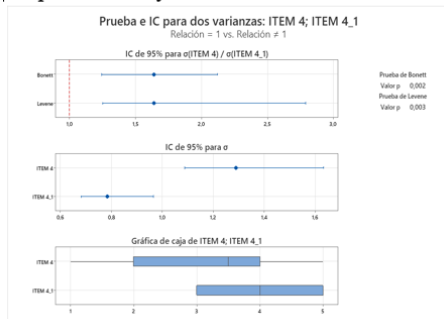 Prueba e IC para dos varianzas: ITEM 4; ITEM 4_1
Relación = 1 vs. Relación ≠ 1
IC de 95% para σ(ITEM 4) / σ(ITEM 4_1)
Bonett
Levene
1,0 1,5 2,0 2,5 3,0
Prueba de Bonett
Valor p 0,002
Prueba de Levene
Valor p 0,003
IC de 95% para σ
ITEM 4
ITEM 4_1
0,6 0,8 1,0 1,2 1,4 1,6
Gráfica de caja de ITEM 4; ITEM 4_1
ITEM 4
ITEM 4_1
1 2 3 4 5